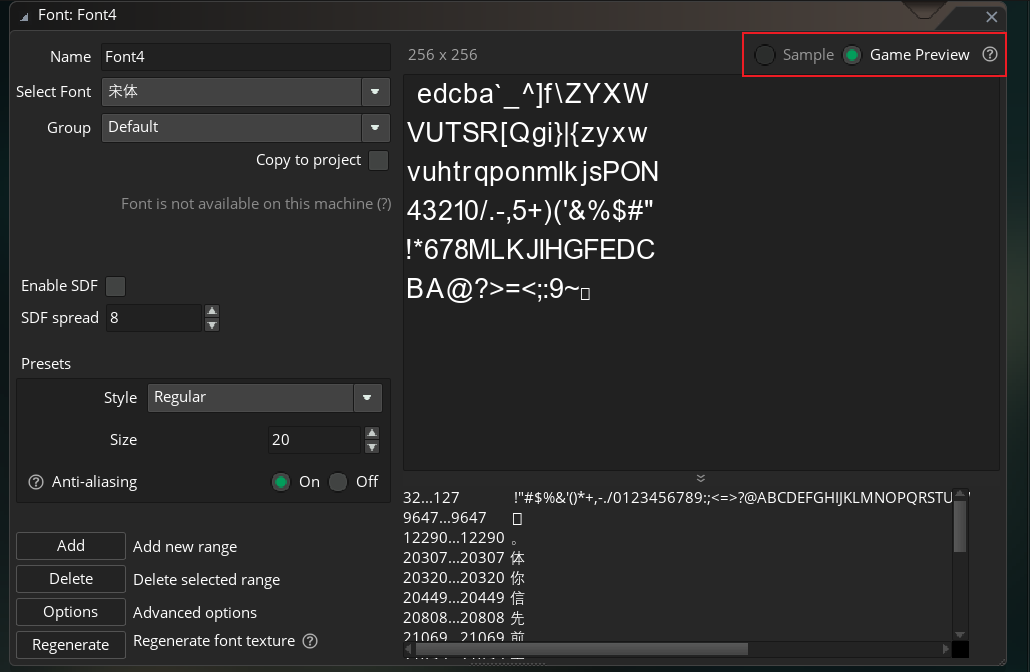 Font: Font4
Name Font4
Select Font 宋体
Group Default
Copy to project
Font is not available on this machine (?)
Enable SDF
SDF spread 8
Presets
Style Regular
Size 20
Anti-aliasing On Off
Add Add new range
Delete Delete selected range
Options Advanced options
Regenerate Regenerate font texture
256 x 256
Sample Game Preview
edcba`_^]f\ZYXW
VUTSR[Qgi}|{zyxw
vuhtrqponmlkjsPON
43210/.-,5+)('&%$#"
!*678MLKJIHGFEDC
BA@?>=<;:9~▯
32...127 !"#$%&'()*+,-./0123456789:;<=>?@ABCDEFGHIJKLMNOPQRSTU
9647...9647 ▯
12290...12290 。
20307...20307 体
20320...20320 你
20449...20449 信
20808...20808 先
21069...21069 前